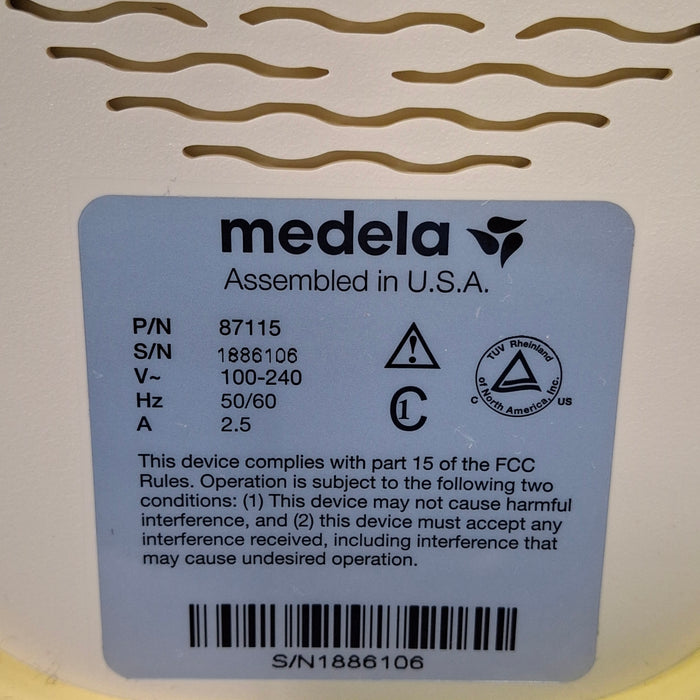 medela
Assembled in U.S.A.
P/N 87115
S/N 1886106
V~ 100-240
Hz 50/60
A 2.5
!
C1
TÜV Rheinland
of North America, Inc.
C US
This device complies with part 15 of the FCC
Rules. Operation is subject to the following two
conditions: (1) This device may not cause harmful
interference, and (2) this device must accept any
interference received, including interference that
may cause undesired operation.
S/N1886106